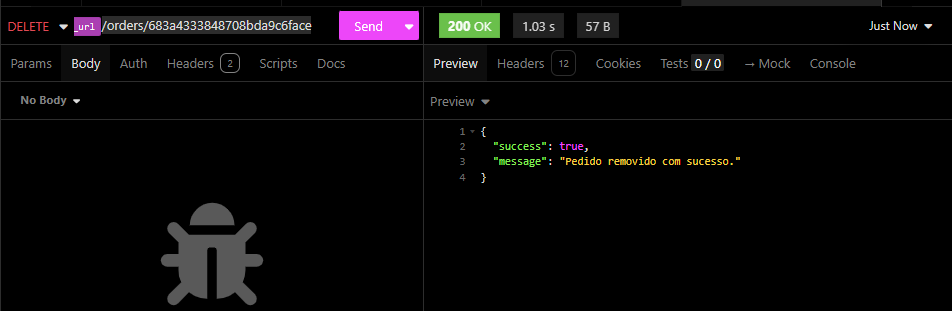 DELETE _url /orders/683a4333848708bda9c6face Send 200 OK 1.03 s 57 B Just Now
Params Body Auth Headers 2 Scripts Docs Preview Headers 12 Cookies Tests 0 / 0 → Mock Console
No Body Preview
1 {
2 "success": true,
3 "message": "Pedido removido com sucesso."
4 }